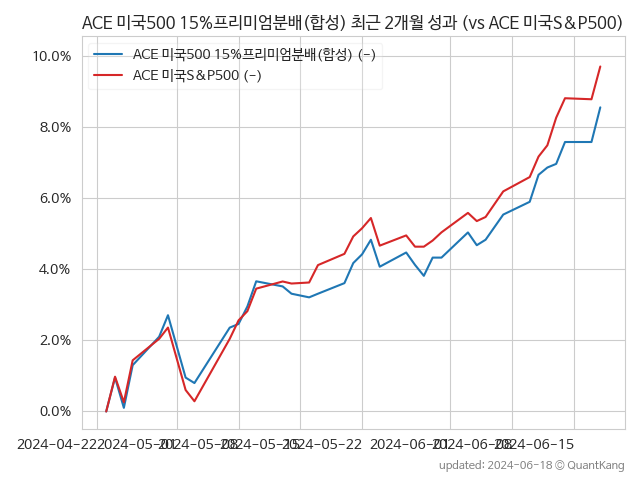 ACE 미국500 15%프리미엄분배(합성) 최근 2개월 성과 (vs ACE 미국S&P500)
ACE 미국500 15%프리미엄분배(합성) (-)
ACE 미국S&P500 (-)
10.0%
8.0%
6.0%
4.0%
2.0%
0.0%
2024-04-22 2024-05-01 2024-05-08 2024-05-15 2024-05-22 2024-06-01 2024-06-08 2024-06-15
updated: 2024-06-18 © QuantKang